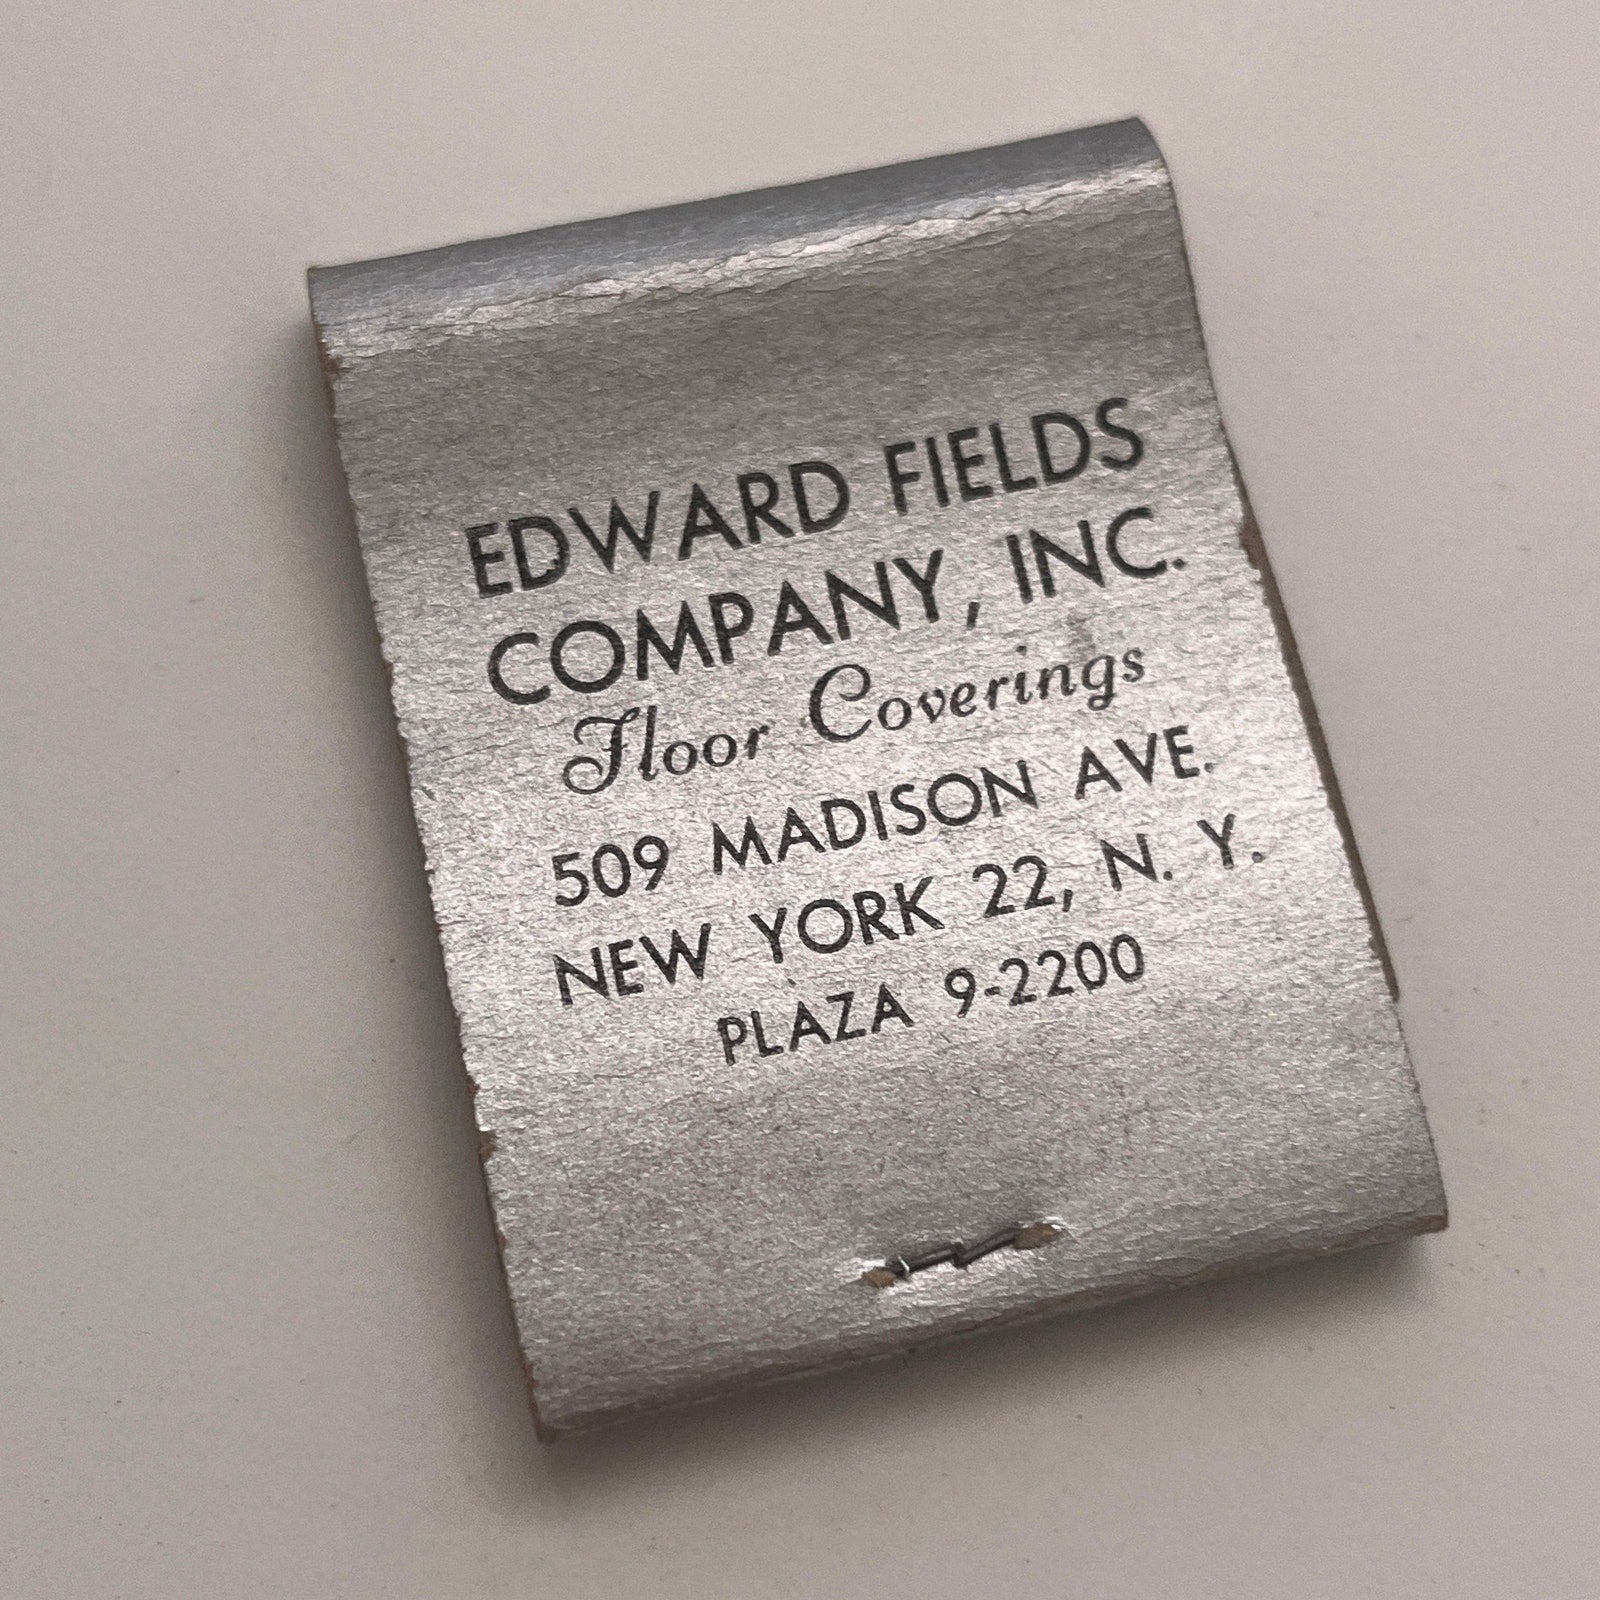 EDWARD FIELDS
COMPANY, INC.
Floor Coverings
509 MADISON AVE.
NEW YORK 22, N. Y.
PLAZA 9-2200